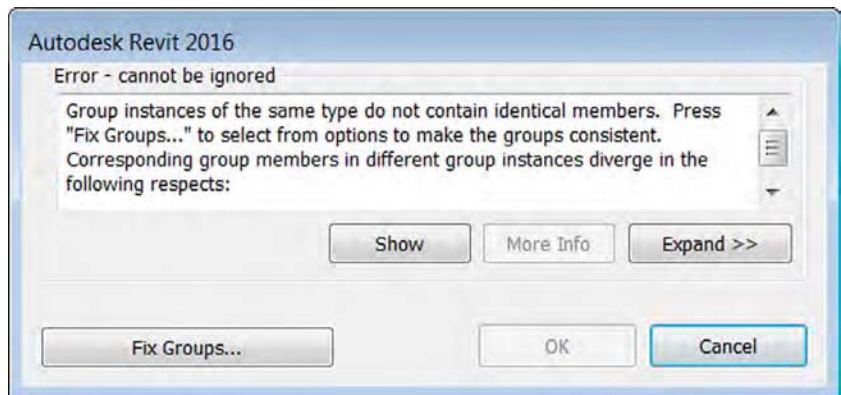 Autodesk Revit 2016
Error - cannot be ignored
Group instances of the same type do not contain identical members. Press
"Fix Groups..." to select from options to make the groups consistent.
Corresponding group members in different group instances diverge in the
following respects:
Show More Info Expand >>
Fix Groups... OK Cancel